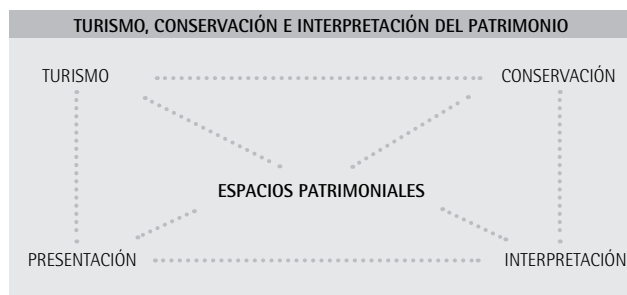 TURISMO, CONSERVACIÓN E INTERPRETACIÓN DEL PATRIMONIO
TURISMO CONSERVACIÓN
ESPACIOS PATRIMONIALES
PRESENTACIÓN INTERPRETACIÓN